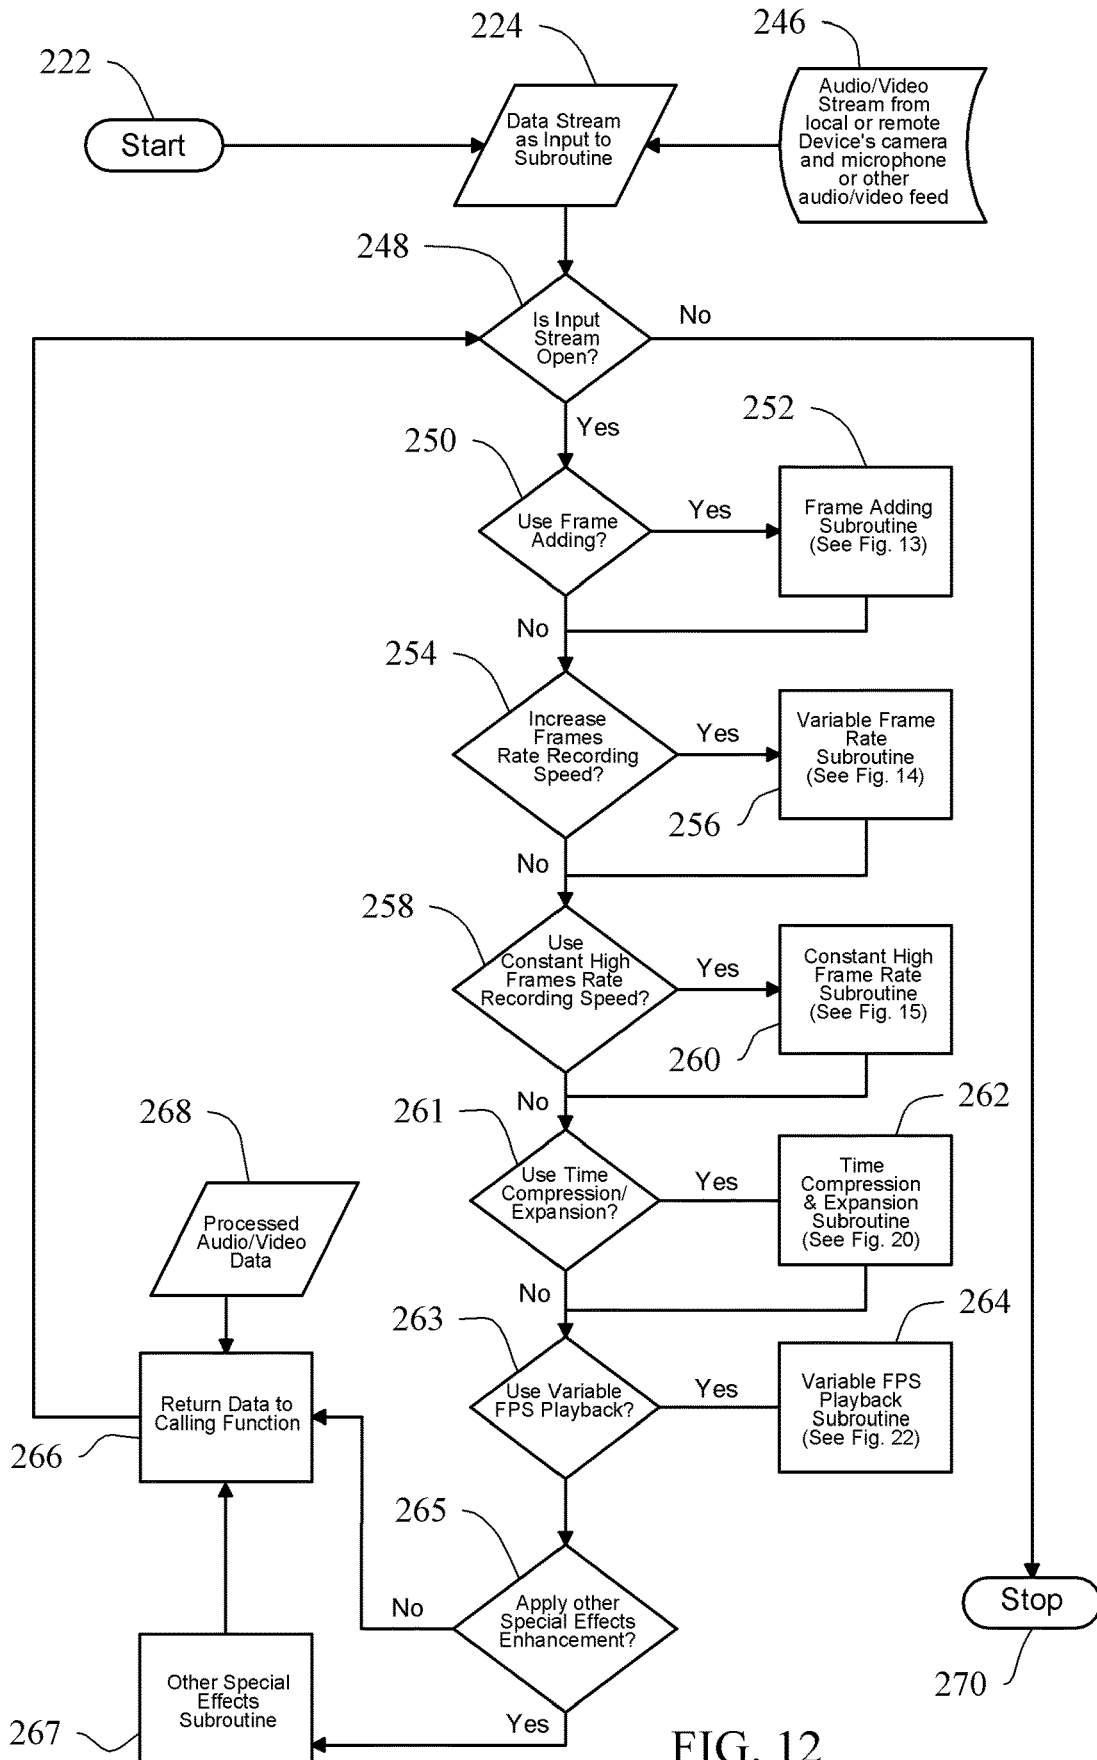 222
224
246
Start
Data Stream
as Input to
Subroutine
Audio/Video
Stream from
local or remote
Device's camera
and microphone
or other
audio/video feed
248
Is Input
Stream
Open?
No
Yes
250
252
Use Frame
Adding?
Yes
Frame Adding
Subroutine
(See Fig. 13)
No
254
Increase
Frames
Rate Recording
Speed?
Yes
Variable Frame
Rate
Subroutine
(See Fig. 14)
256
No
258
Use
Constant High
Frames Rate
Recording Speed?
Yes
Constant High
Frame Rate
Subroutine
(See Fig. 15)
260
No
261
262
Use Time
Compression/
Expansion?
Yes
Time
Compression
& Expansion
Subroutine
(See Fig. 20)
268
Processed
Audio/Video
Data
No
263
264
Use Variable
FPS Playback?
Yes
Variable FPS
Playback
Subroutine
(See Fig. 22)
Return Data to
Calling Function
266
265
Apply other
Special Effects
Enhancement?
No
Yes
Stop
270
Other Special
Effects
Subroutine
267
FIG. 12